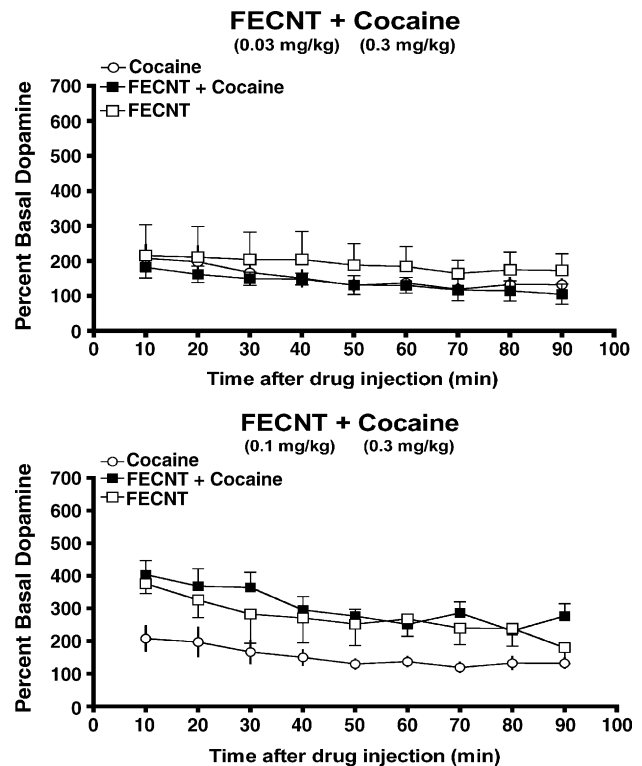 FECNT + Cocaine
(0.03 mg/kg) (0.3 mg/kg)
Cocaine
FECNT + Cocaine
FECNT
Percent Basal Dopamine
700
600
500
400
300
200
100
0
0 10 20 30 40 50 60 70 80 90 100
Time after drug injection (min)
FECNT + Cocaine
(0.1 mg/kg) (0.3 mg/kg)
Cocaine
FECNT + Cocaine
FECNT
Percent Basal Dopamine
700
600
500
400
300
200
100
0
0 10 20 30 40 50 60 70 80 90 100
Time after drug injection (min)